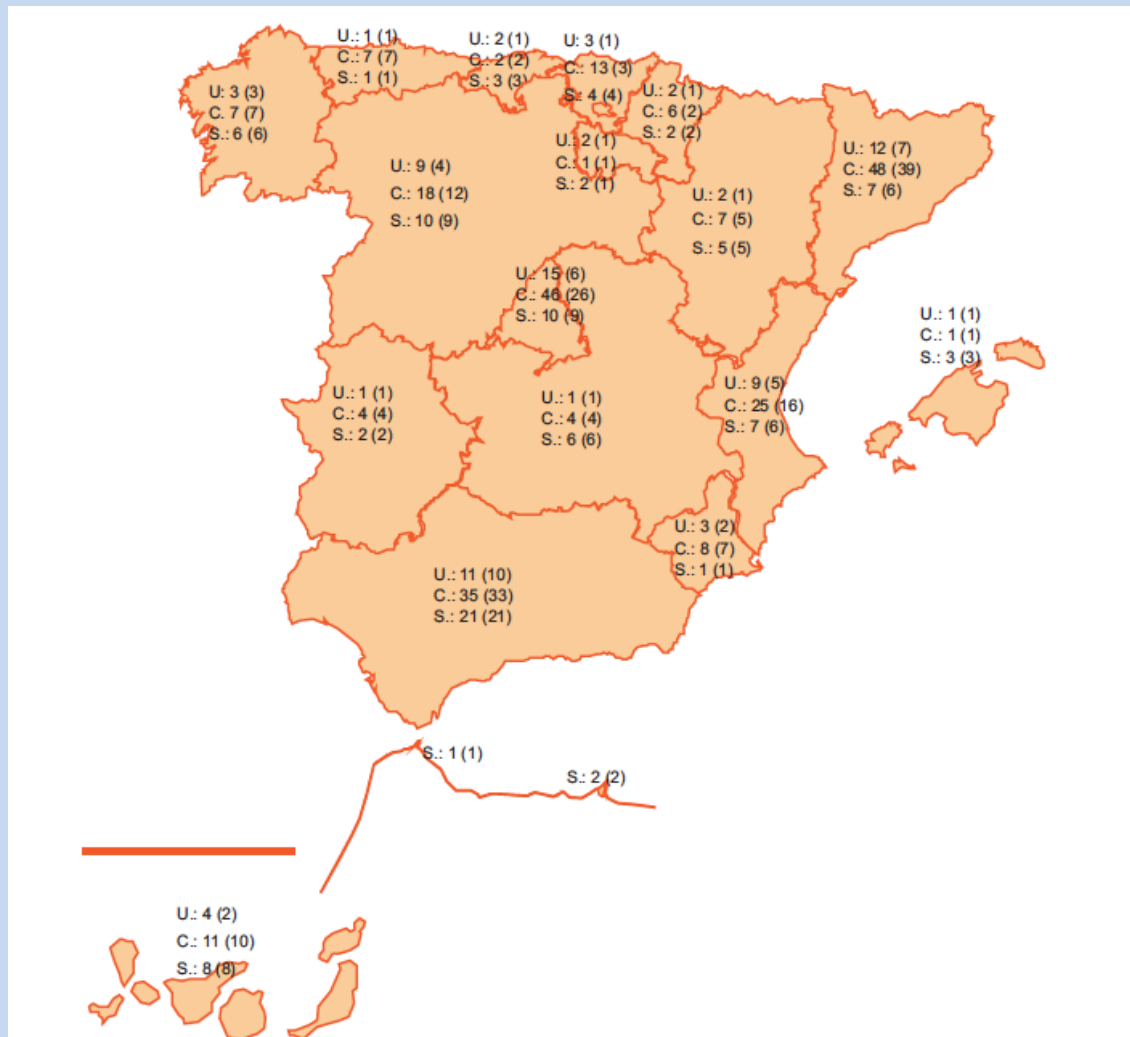 U.: 1 (1)
C.: 7 (7)
S.: 1 (1)
U.: 2 (1)
C.: 2 (2)
S.: 3 (3)
U: 3 (1)
C.: 13 (3)
S.: 4 (4)
U: 3 (3)
C. 7 (7)
S.: 6 (6)
U.: 2 (1)
C.: 6 (2)
S.: 2 (2)
U.: 2 (1)
C.: 1 (1)
S.: 2 (1)
U.: 12 (7)
C.: 48 (39)
S.: 7 (6)
U.: 9 (4)
C.: 18 (12)
S.: 10 (9)
U.: 2 (1)
C.: 7 (5)
S.: 5 (5)
U.: 15 (6)
C.: 46 (26)
S.: 10 (9)
U.: 1 (1)
C.: 1 (1)
S.: 3 (3)
U.: 1 (1)
C.: 4 (4)
S.: 2 (2)
U.: 1 (1)
C.: 4 (4)
S.: 6 (6)
U.: 9 (5)
C.: 25 (16)
S.: 7 (6)
U.: 3 (2)
C.: 8 (7)
S.: 1 (1)
U.: 11 (10)
C.: 35 (33)
S.: 21 (21)
S.: 1 (1)
S.: 2 (2)
U.: 4 (2)
C.: 11 (10)
S.: 8 (8)